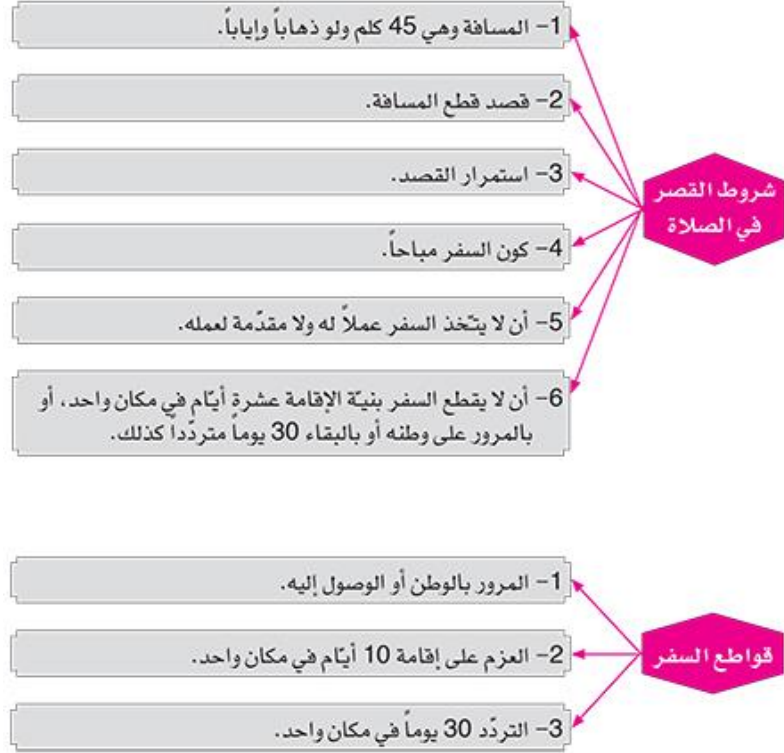 شروط القصر
في الصلاة
1- المسافة وهي 45 كلم ولو ذهاباً وإياباً.
2- قصد قطع المسافة.
3- استمرار القصد.
4- كون السفر مباحاً.
5- أن لا يتّخذ السفر عملاً له ولا مقدّمة لعمله.
6- أن لا يقطع السفر بنيّة الإقامة عشرة أيّام في مكان واحد، أو
بالمرور على وطنه أو بالبقاء 30 يوماً متردّداً كذلك.
قواطع السفر
1- المرور بالوطن أو الوصول إليه.
2- العزم على إقامة 10 أيّام في مكان واحد.
3- التردّد 30 يوماً في مكان واحد.